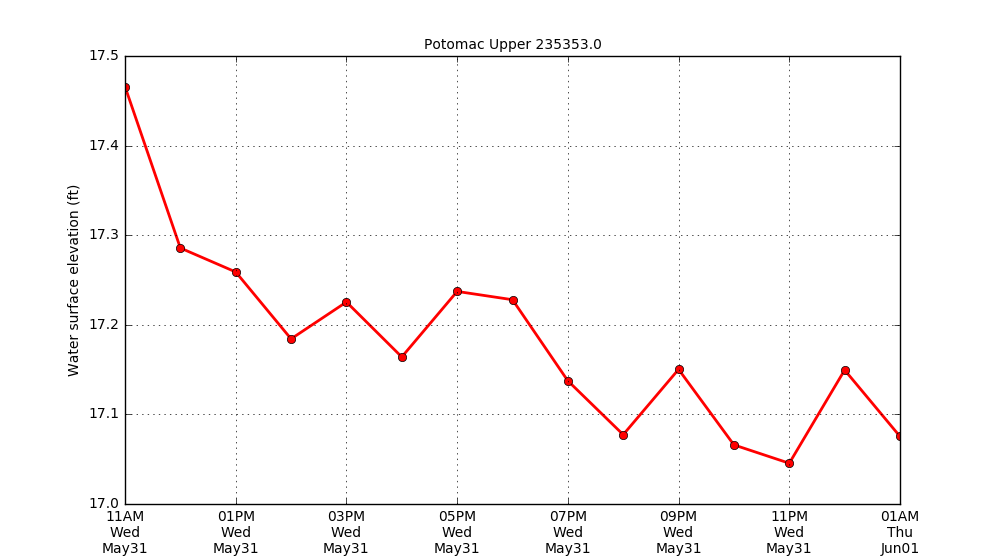 Potomac Upper 235353.0
Water surface elevation (ft)
17.5
17.4
17.3
17.2
17.1
17.0
11AM 01PM 03PM 05PM 07PM 09PM 11PM 01AM
Wed Wed Wed Wed Wed Wed Wed Thu
May31 May31 May31 May31 May31 May31 May31 Jun01